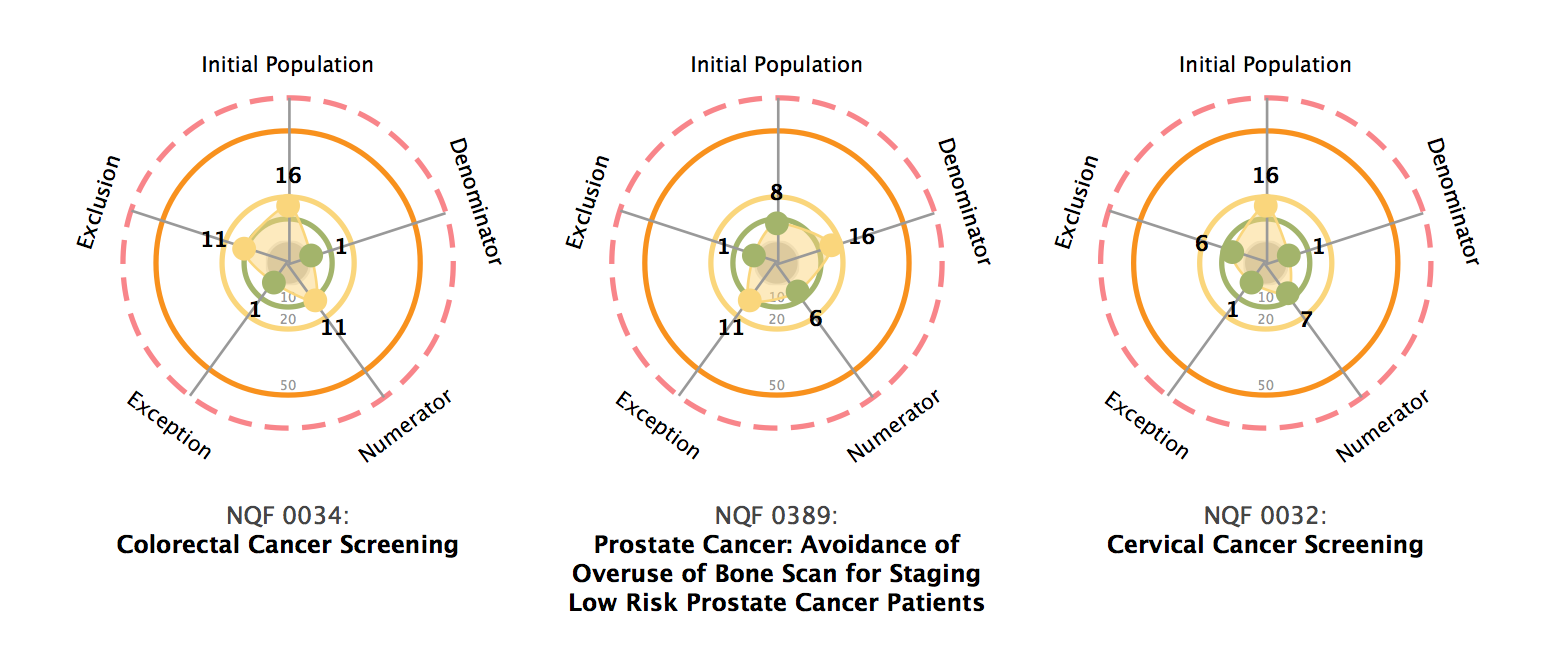 Initial Population
Denominator
Exclusion
16
11
1
10
20
1
11
50
Exception
Numerator
NQF 0034:
Colorectal Cancer Screening
Initial Population
Denominator
Exclusion
8
1
16
10
20
11
6
50
Exception
Numerator
NQF 0389:
Prostate Cancer: Avoidance of
Overuse of Bone Scan for Staging
Low Risk Prostate Cancer Patients
Initial Population
Denominator
Exclusion
16
6
1
10
20
1
7
50
Exception
Numerator
NQF 0032:
Cervical Cancer Screening